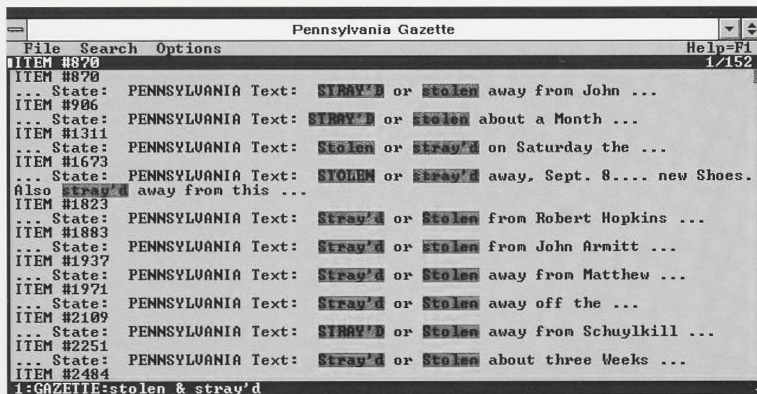 Pennsylvania Gazette
File Search Options Help=F1
ITEM #870 1/152
ITEM #870
... State: PENNSYLVANIA Text: STRAY'D or stolen away from John ...
ITEM #906
... State: PENNSYLVANIA Text: STRAY'D or stolen about a Month ...
ITEM #1311
... State: PENNSYLVANIA Text: Stolen or stray'd on Saturday the ...
ITEM #1673
... State: PENNSYLVANIA Text: STOLEN or stray'd away, Sept. 8.... new Shoes.
Also stray'd away from this ...
ITEM #1823
... State: PENNSYLVANIA Text: Stray'd or Stolen from Robert Hopkins ...
ITEM #1883
... State: PENNSYLVANIA Text: Stray'd or stolen from John Armitt ...
ITEM #1937
... State: PENNSYLVANIA Text: Stray'd or Stolen away from Matthew ...
ITEM #1971
... State: PENNSYLVANIA Text: Stray'd or Stolen away off the ...
ITEM #2109
... State: PENNSYLVANIA Text: STRAY'D or Stolen away from Schuylkill ...
ITEM #2251
... State: PENNSYLVANIA Text: Stray'd or Stolen about three Weeks ...
ITEM #2484
1:GAZETTE:stolen & stray'd